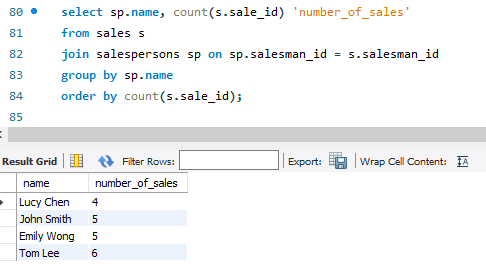 80 select sp.name, count(s.sale_id) 'number_of_sales'
81 from sales s
82 join salespersons sp on sp.salesman_id = s.salesman_id
83 group by sp.name
84 order by count(s.sale_id);
85
Result Grid Filter Rows: Export: Wrap Cell Content: IA
name number_of_sales
Lucy Chen 4
John Smith 5
Emily Wong 5
Tom Lee 6